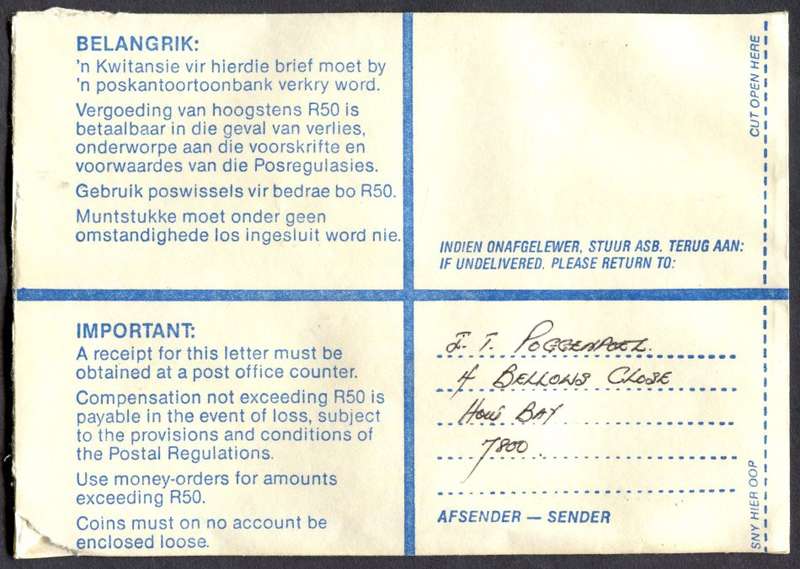 BELANGRIK:
'n Kwitansie vir hierdie brief moet by
'n poskantoortoonbank verkry word.
Vergoeding van hoogstens R50 is
betaalbaar in die geval van verlies,
onderworpe aan die voorskrifte en
voorwaardes van die Posregulasies.
Gebruik poswissels vir bedrae bo R50.
Muntstukke moet onder geen
omstandighede los ingesluit word nie.
CUT OPEN HERE
INDIEN ONAFGELEWER, STUUR ASB. TERUG AAN:
IF UNDELIVERED, PLEASE RETURN TO:
IMPORTANT:
A receipt for this letter must be
obtained at a post office counter.
Compensation not exceeding R50 is
payable in the event of loss, subject
to the provisions and conditions of
the Postal Regulations.
Use money-orders for amounts
exceeding R50.
Coins must on no account be
enclosed loose.
T. POGGENPOEL.
4 BELLOWS CLOSE
HOUT BAY
7800.
AFSENDER — SENDER
SNY HIER OOP